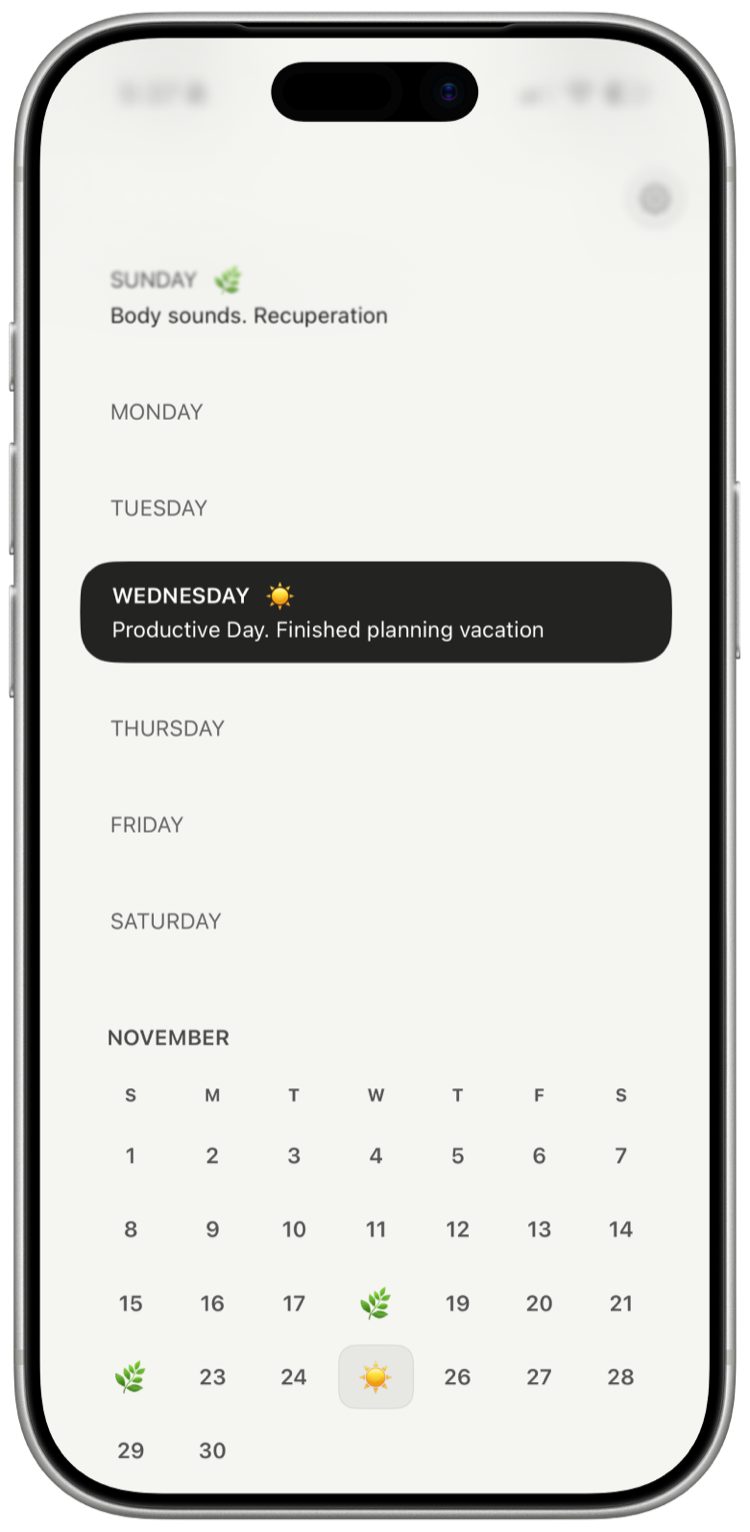 SUNDAY 🌿
Body sounds. Recuperation
MONDAY
TUESDAY
WEDNESDAY ☀️
Productive Day. Finished planning vacation
THURSDAY
FRIDAY
SATURDAY
NOVEMBER
S M T W T F S
1 2 3 4 5 6 7
8 9 10 11 12 13 14
15 16 17 🌿 19 20 21
🌿 23 24 ☀️ 26 27 28
29 30